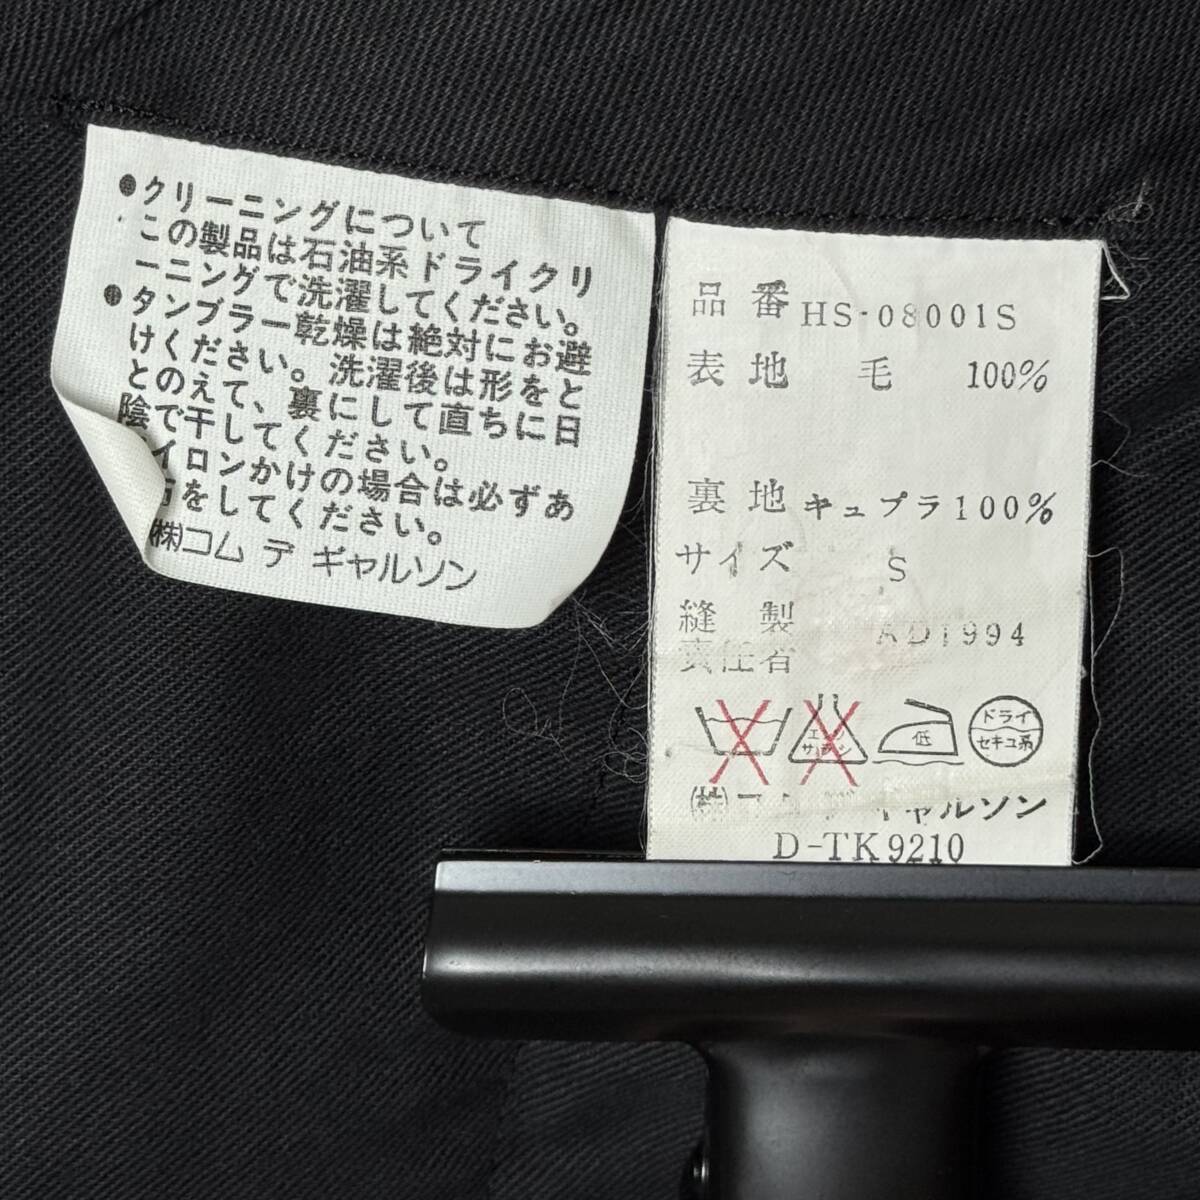 ●クリーニングについて
この製品は石油系ドライクリ
ーニングで洗濯してください。
●タンブラー乾燥は絶対にお避
けください。洗濯後は形をと
とのえて、裏にして直ちに日
陰で干してください。
イロンかけの場合は必ずあ
布をしてください。
㈱コム デ ギャルソン
品番 HS-08001S
表地 毛 100%
裏地 キュプラ100%
サイズ S
縫製
責任者 AD1994
エンソ
サラシ
低
ドライ
セキユ系
㈱コム デ ギャルソン
D-TK9210